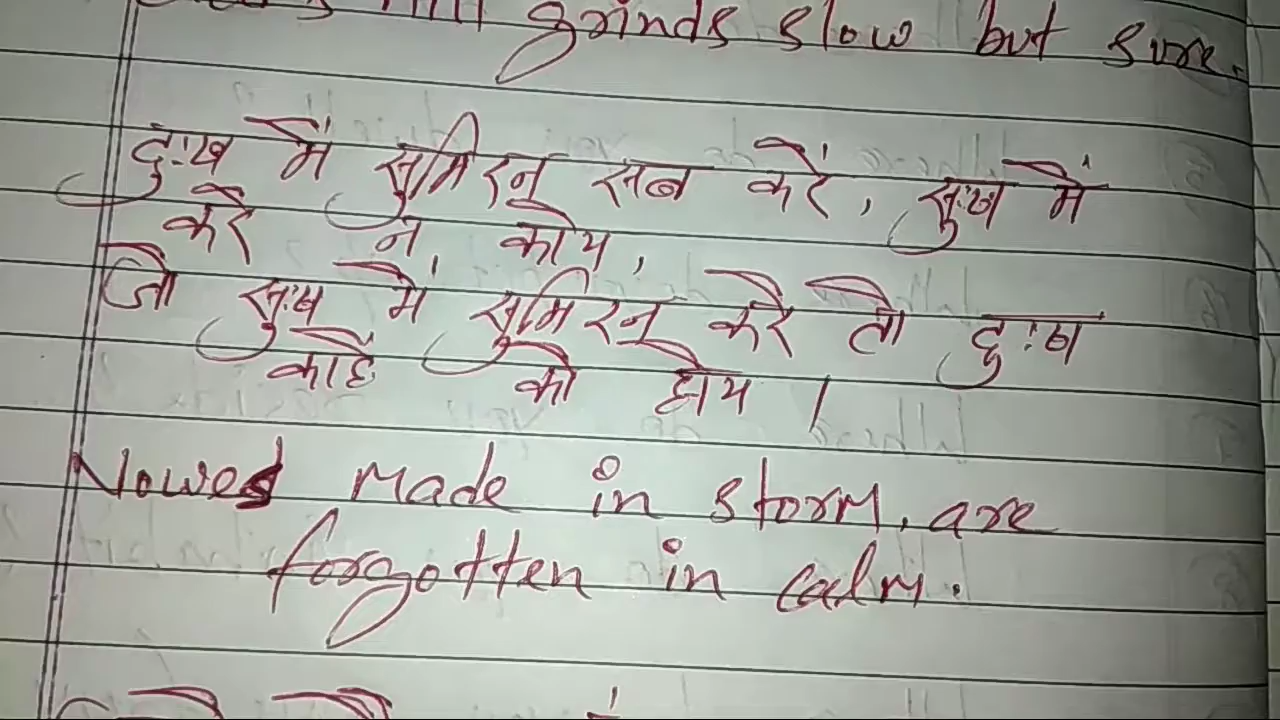 grinds slow but sure.
दुःख में सुमिरन सब करें, सुःख में
करे न कोय,
जो सुःख में सुमिरन करे तो दुःख
काहे को होय ।
Vowes made in storm, are
forgotten in calm.